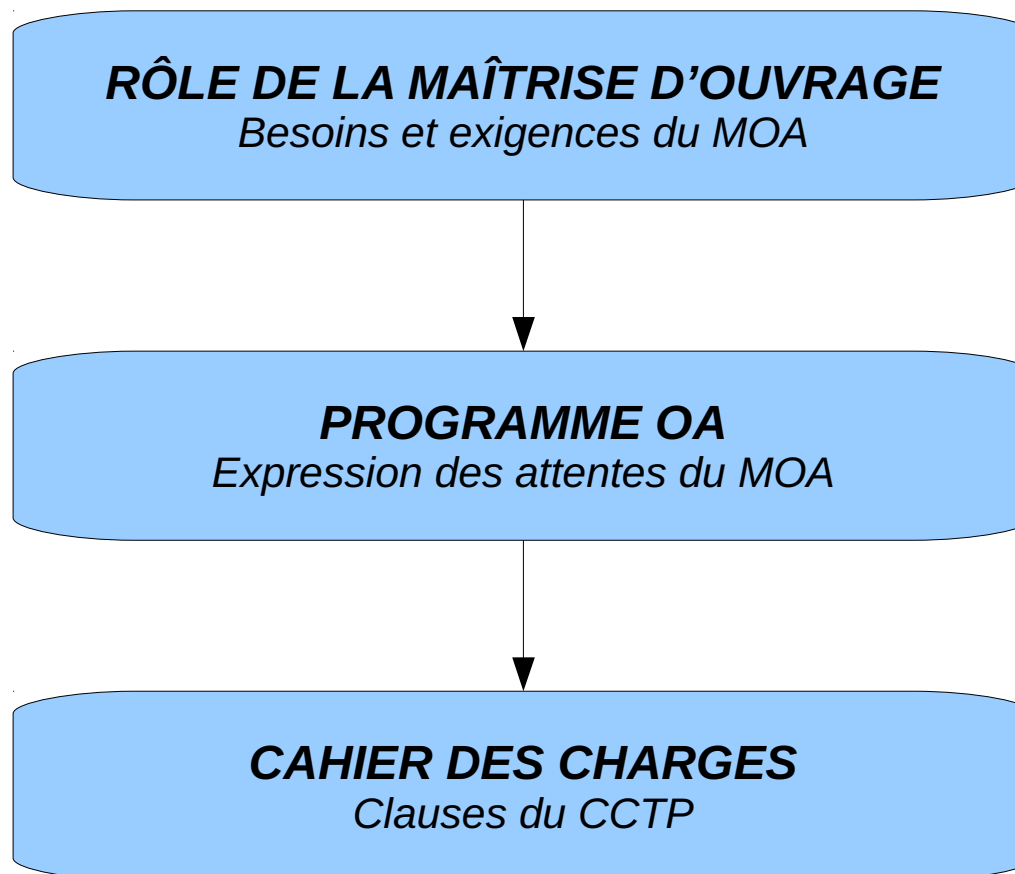 RÔLE DE LA MAÎTRISE D’OUVRAGE
Besoins et exigences du MOA
PROGRAMME OA
Expression des attentes du MOA
CAHIER DES CHARGES
Clauses du CCTP